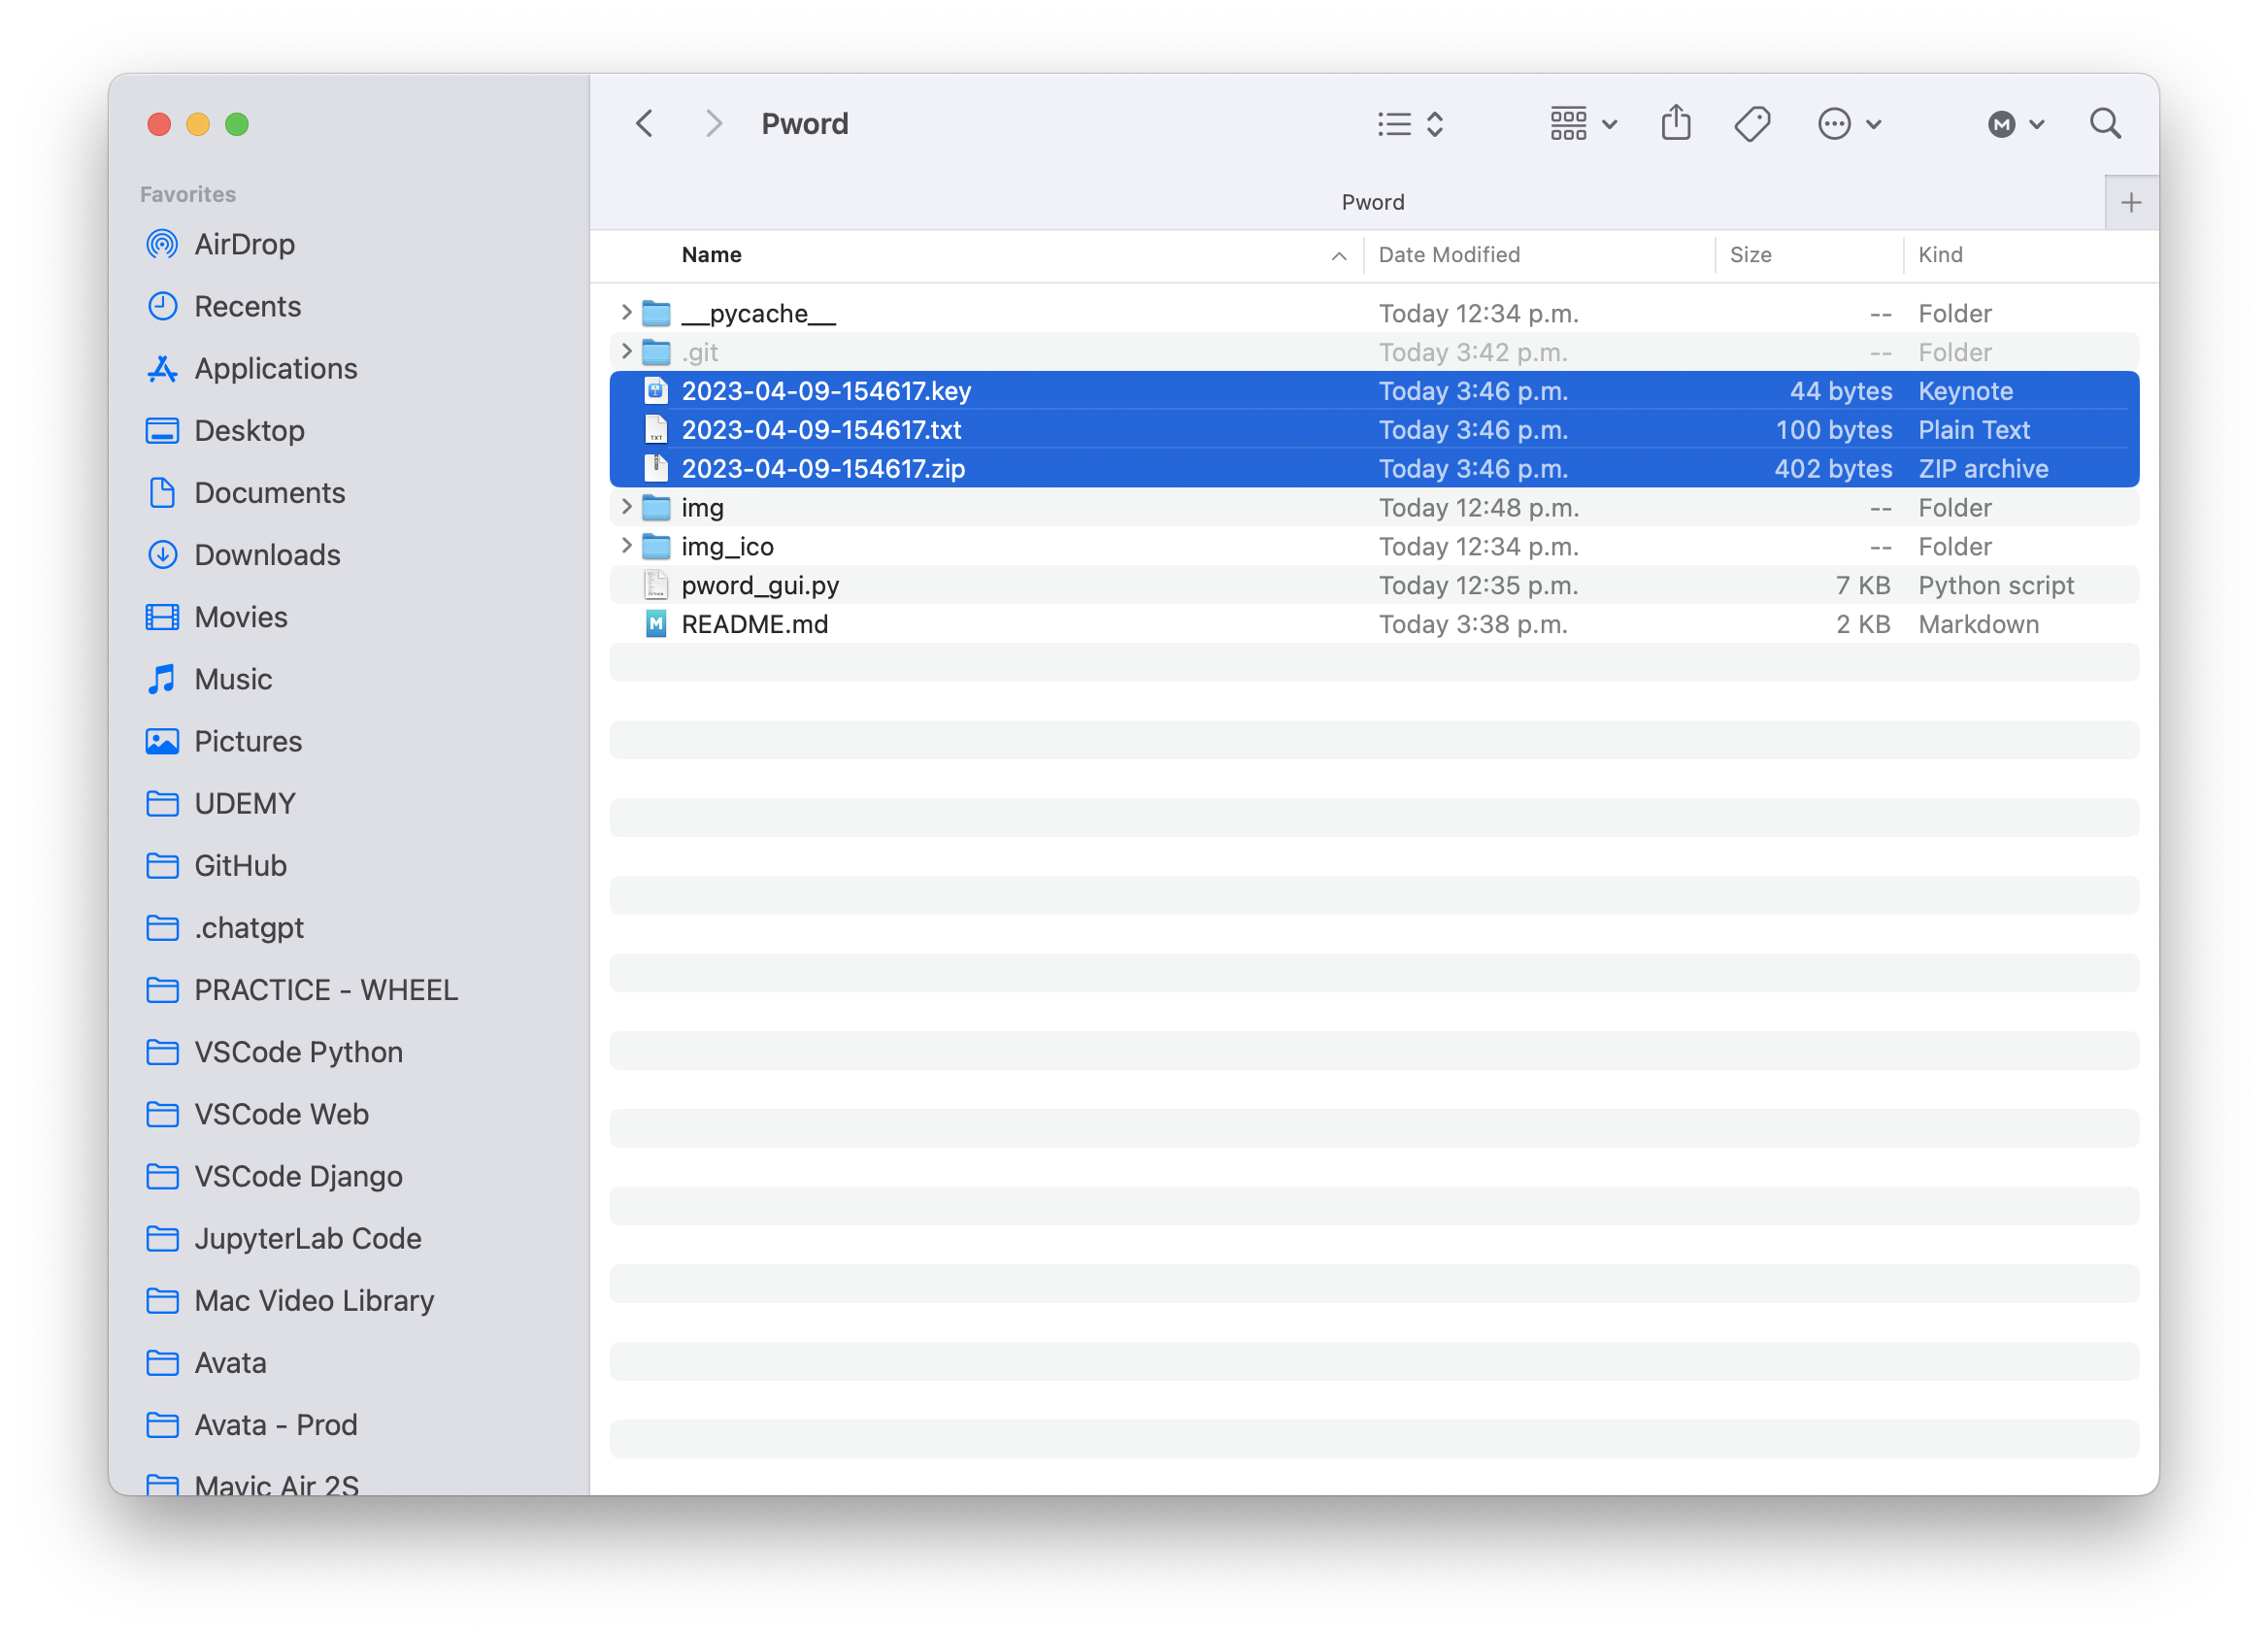 Pword
Favorites
AirDrop
Recents
Applications
Desktop
Documents
Downloads
Movies
Music
Pictures
UDEMY
GitHub
.chatgpt
PRACTICE - WHEEL
VSCode Python
VSCode Web
VSCode Django
JupyterLab Code
Mac Video Library
Avata
Avata - Prod
Mavic Air 2S
Pword
Name Date Modified Size Kind
__pycache__ Today 12:34 p.m. -- Folder
.git Today 3:42 p.m. -- Folder
2023-04-09-154617.key Today 3:46 p.m. 44 bytes Keynote
TXT 2023-04-09-154617.txt Today 3:46 p.m. 100 bytes Plain Text
2023-04-09-154617.zip Today 3:46 p.m. 402 bytes ZIP archive
img Today 12:48 p.m. -- Folder
img_ico Today 12:34 p.m. -- Folder
pword_gui.py Today 12:35 p.m. 7 KB Python script
M README.md Today 3:38 p.m. 2 KB Markdown